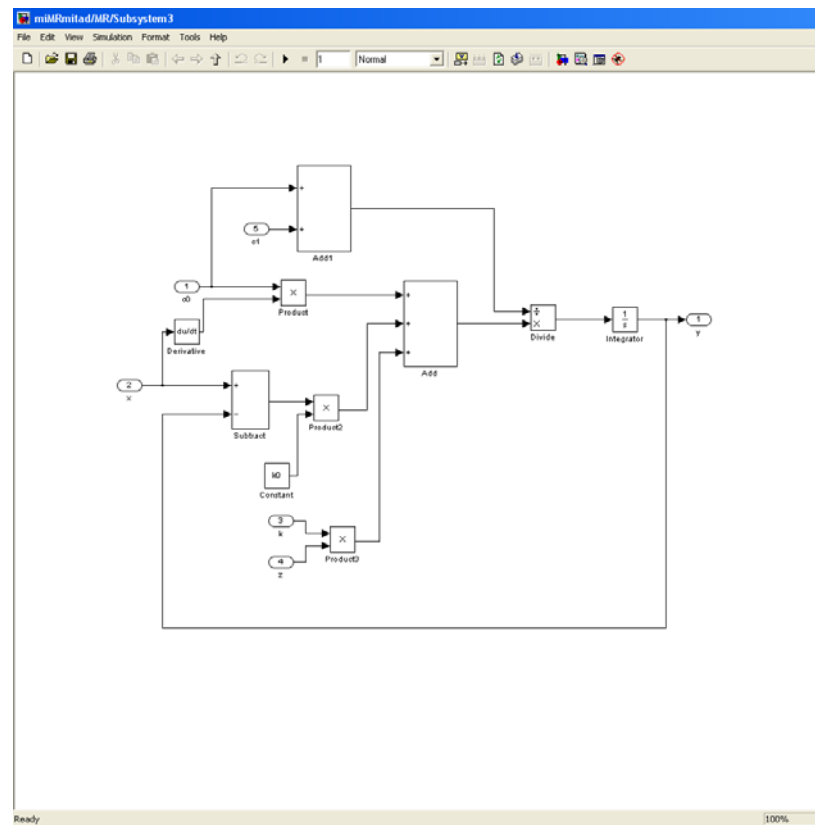 miMRmitad/MR/Subsystem3
File Edit View Simulation Format Tools Help
1 Normal
+
+
Add1
5
c1
1
c0
×
Product
du/dt
Derivative
+
+
+
Add
÷
×
Divide
1
s
Integrator
1
y
2
x
+
−
Subtract
×
Product2
k0
Constant
3
k
×
Product3
4
z
Ready 100%